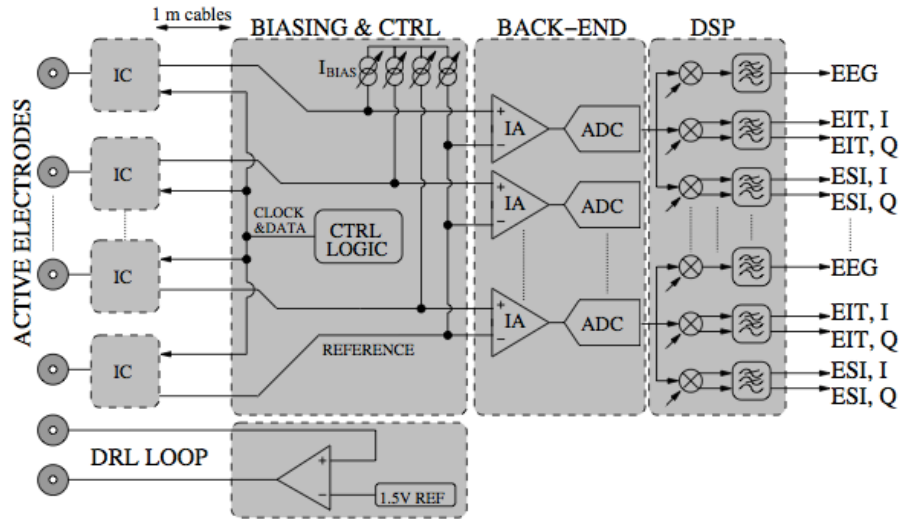 1 m cables
BIASING & CTRL
BACK−END
DSP
ACTIVE ELECTRODES
IC
I BIAS
+
−
IA
ADC
EEG
EIT, I
EIT, Q
IC
CLOCK
&DATA
CTRL
LOGIC
+
−
IA
ADC
ESI, I
ESI, Q
IC
EEG
+
−
IA
ADC
EIT, I
EIT, Q
IC
REFERENCE
ESI, I
ESI, Q
DRL LOOP
+
−
1.5V REF